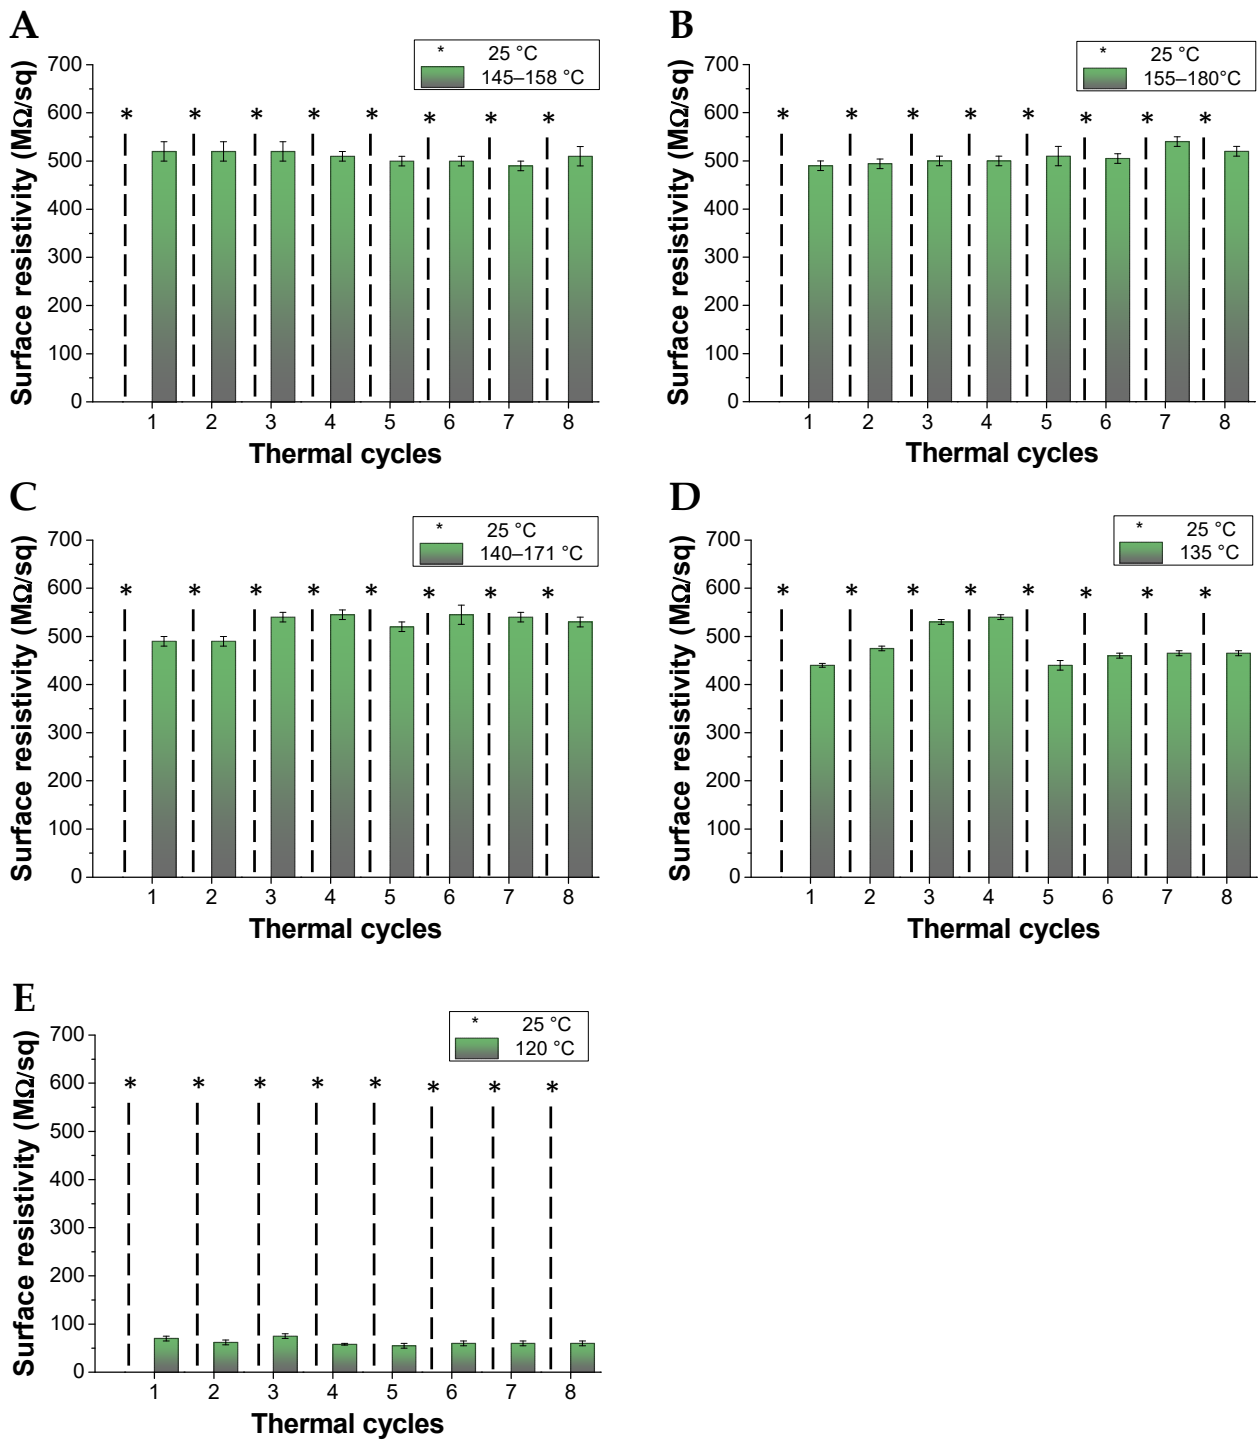 A
*
25 °C
145–158 °C
Surface resistivity (MΩ/sq)
700
600
500
400
300
200
100
0
* * * * * * * *
1 2 3 4 5 6 7 8
Thermal cycles
B
*
25 °C
155–180°C
Surface resistivity (MΩ/sq)
700
600
500
400
300
200
100
0
* * * * * * * *
1 2 3 4 5 6 7 8
Thermal cycles
C
*
25 °C
140–171 °C
Surface resistivity (MΩ/sq)
700
600
500
400
300
200
100
0
* * * * * * * *
1 2 3 4 5 6 7 8
Thermal cycles
D
*
25 °C
135 °C
Surface resistivity (MΩ/sq)
700
600
500
400
300
200
100
0
* * * * * * * *
1 2 3 4 5 6 7 8
Thermal cycles
E
*
25 °C
120 °C
Surface resistivity (MΩ/sq)
700
600
500
400
300
200
100
0
* * * * * * * *
1 2 3 4 5 6 7 8
Thermal cycles